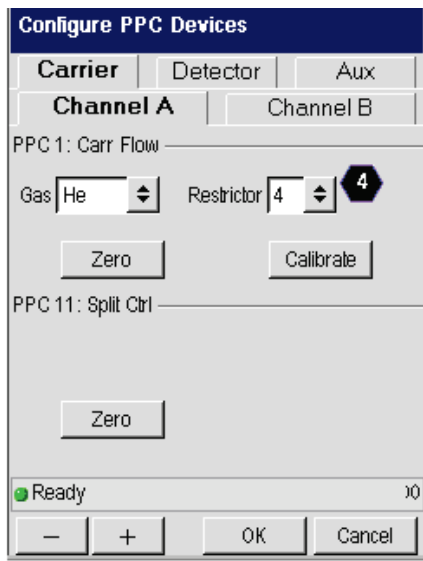 Configure PPC Devices
Carrier Detector Aux
Channel A Channel B
PPC 1: Carr Flow
Gas He Restrictor 4 4
Zero Calibrate
PPC 11: Split Ctrl
Zero
Ready
− + OK Cancel